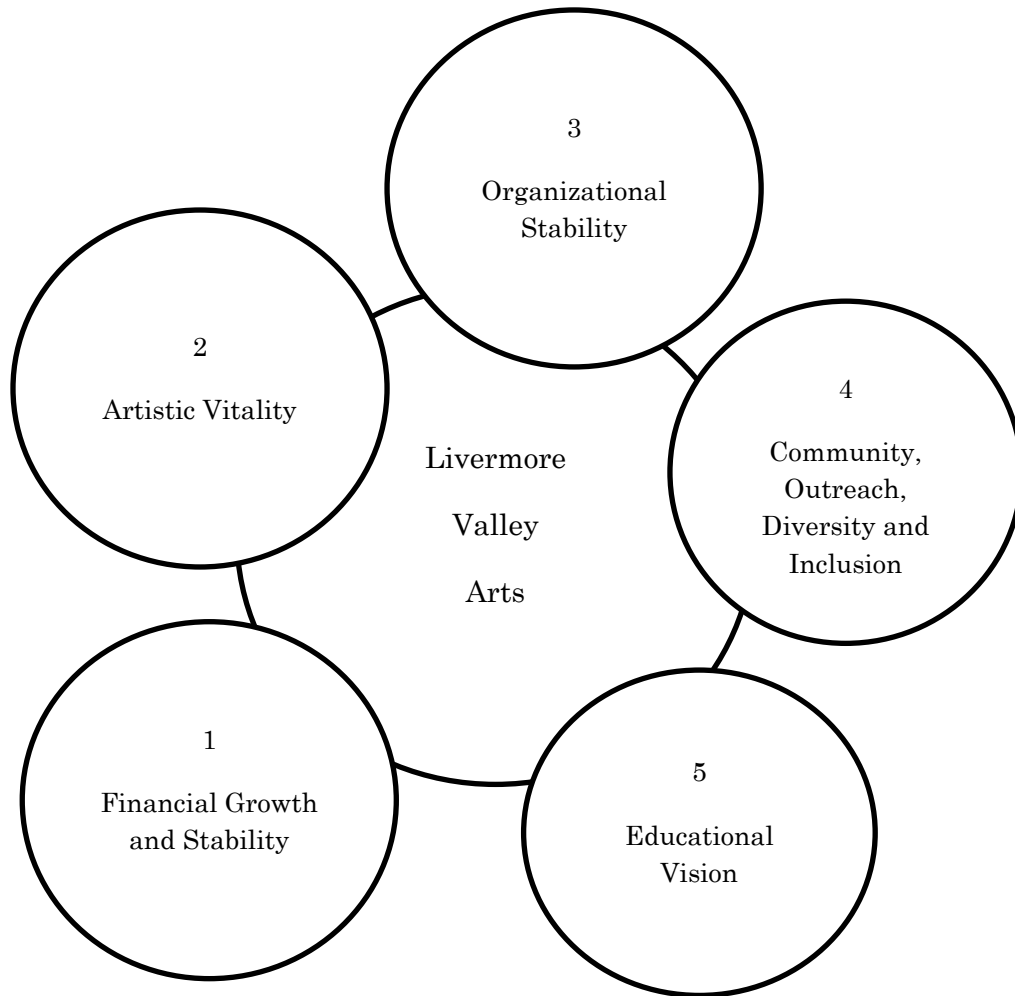 3
Organizational
Stability
2
Artistic Vitality
4
Community,
Outreach,
Diversity and
Inclusion
Livermore
Valley
Arts
1
Financial Growth
and Stability
5
Educational
Vision